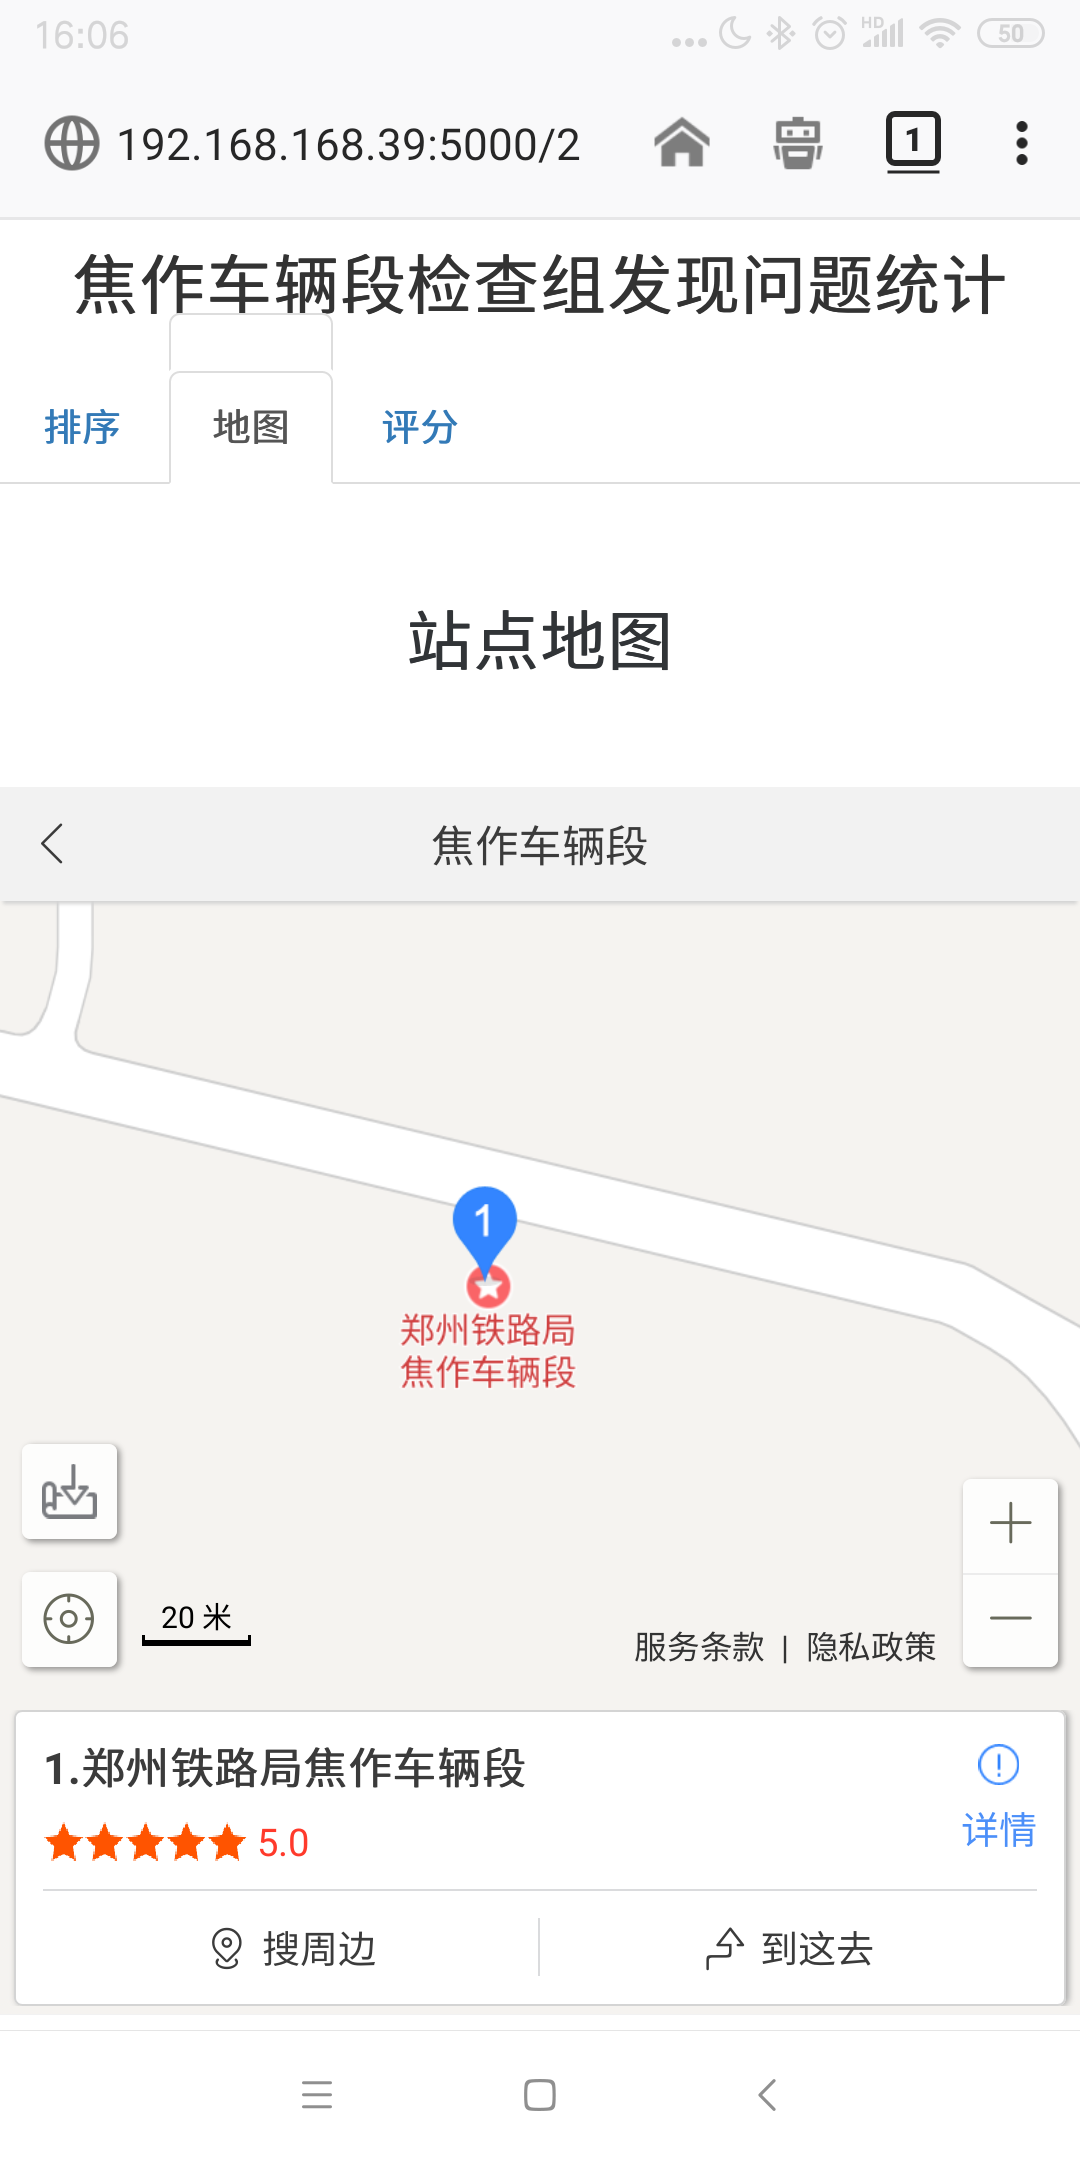 16:06
HD
50
192.168.168.39:5000/2
1
焦作车辆段检查组发现问题统计
排序
地图
评分
站点地图
焦作车辆段
1
郑州铁路局
焦作车辆段
20 米
服务条款 | 隐私政策
1.郑州铁路局焦作车辆段
5.0
详情
搜周边
到这去